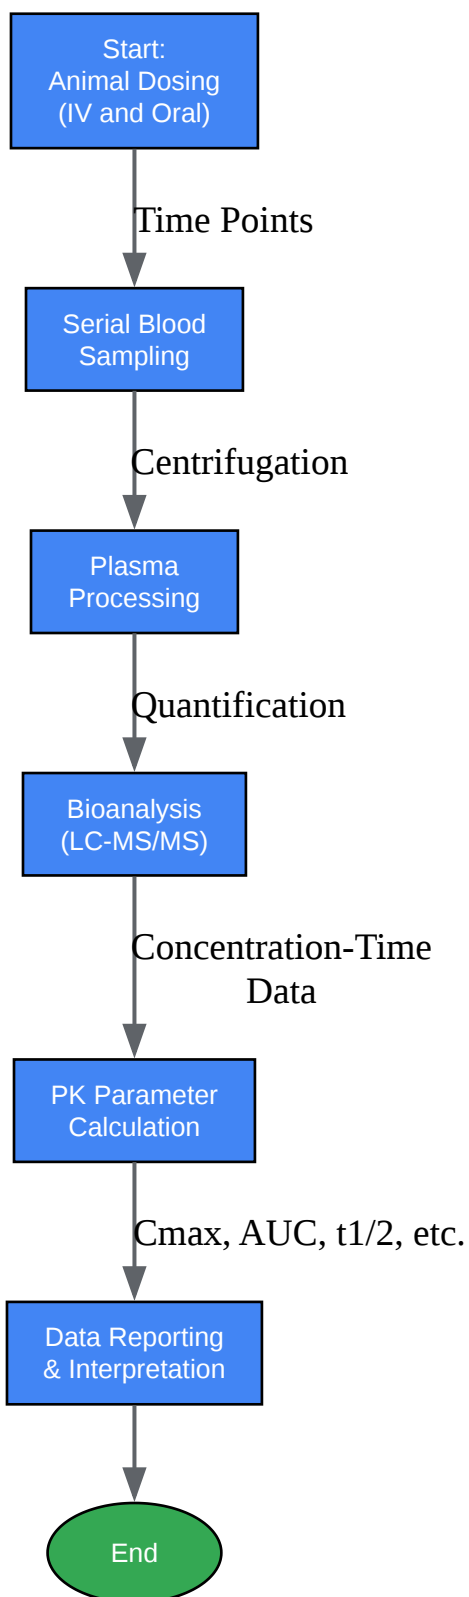 Start:
Animal Dosing
(IV and Oral)
Time Points
Serial Blood
Sampling
Centrifugation
Plasma
Processing
Quantification
Bioanalysis
(LC-MS/MS)
Concentration-Time
Data
PK Parameter
Calculation
Cmax, AUC, t1/2, etc.
Data Reporting
& Interpretation
End